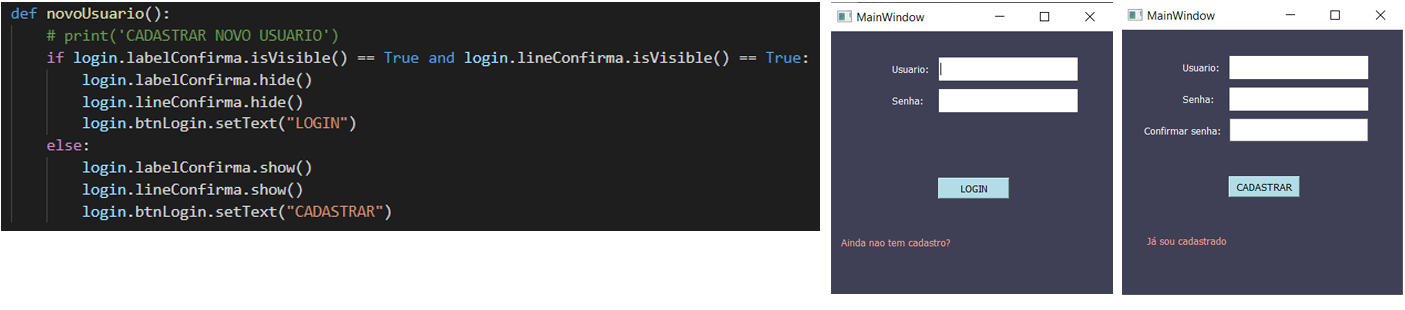 def novoUsuario():
    # print('CADASTRAR NOVO USUARIO')
    if login.labelConfirma.isVisible() == True and login.lineConfirma.isVisible() == True:
        login.labelConfirma.hide()
        login.lineConfirma.hide()
        login.btnLogin.setText("LOGIN")
    else:
        login.labelConfirma.show()
        login.lineConfirma.show()
        login.btnLogin.setText("CADASTRAR")
MainWindow
Usuario:
Senha:
LOGIN
Ainda nao tem cadastro?
MainWindow
Usuario:
Senha:
Confirmar senha:
CADASTRAR
Já sou cadastrado